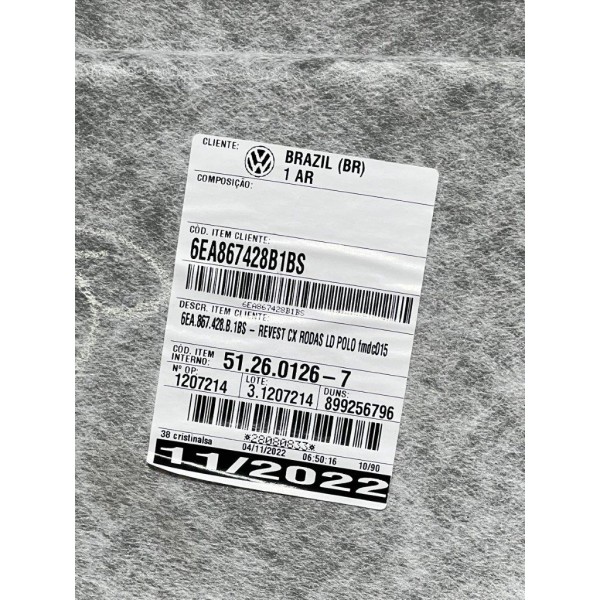 CLIENTE:
BRAZIL (BR)
1 AR
COMPOSIÇÃO:
CÓD. ITEM CLIENTE:
6EA867428B1BS
6EA867428B1BS
DESCR. ITEM CLIENTE:
6EA.867.428.B.1BS - REVEST CX RODAS LD POLO fmdc015
CÓD. ITEM INTERNO: 51.26.0126-7
Nº OP: LOTE: DUNS:
1207214 3.1207214 899256796
*28080833*
38 cristinalsa 04/11/2022 06:50:16 10/90
11/2022